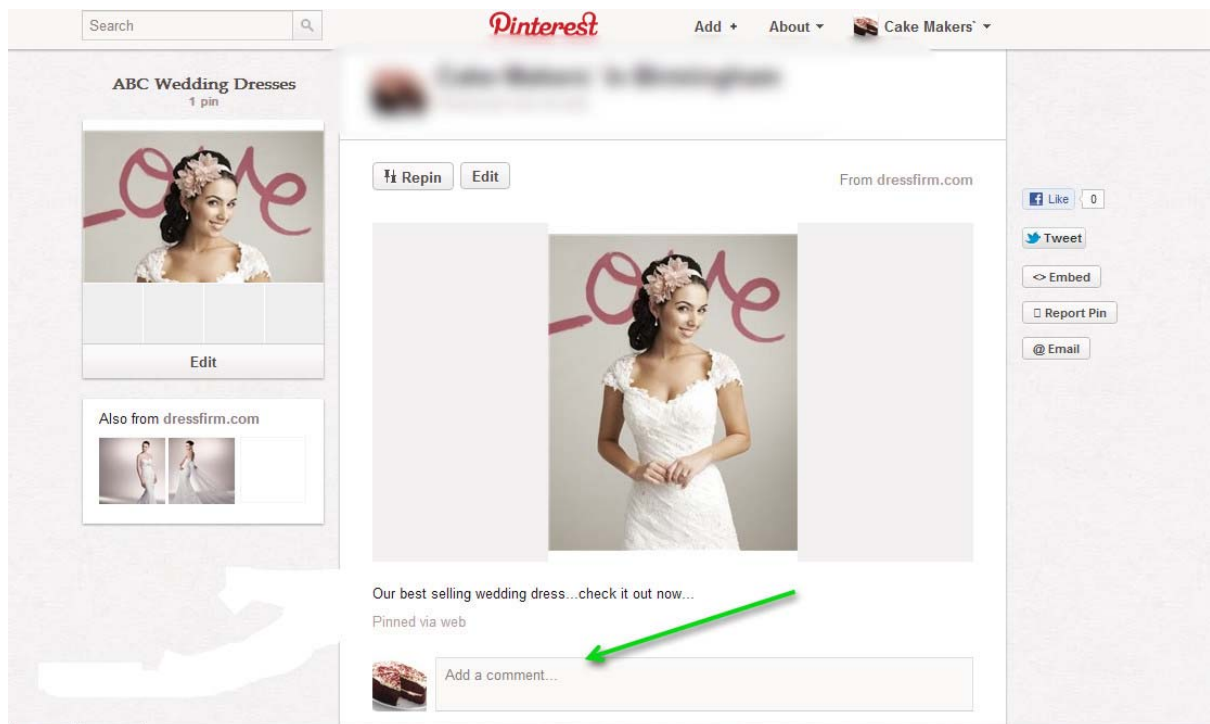 Search
Pinterest
Add +
About
Cake Makers`
ABC Wedding Dresses
1 pin
Edit
Also from dressfirm.com
Repin
Edit
From dressfirm.com
Love
Love
Our best selling wedding dress...check it out now...
Pinned via web
Add a comment...
Like
0
Tweet
<> Embed
Report Pin
@ Email